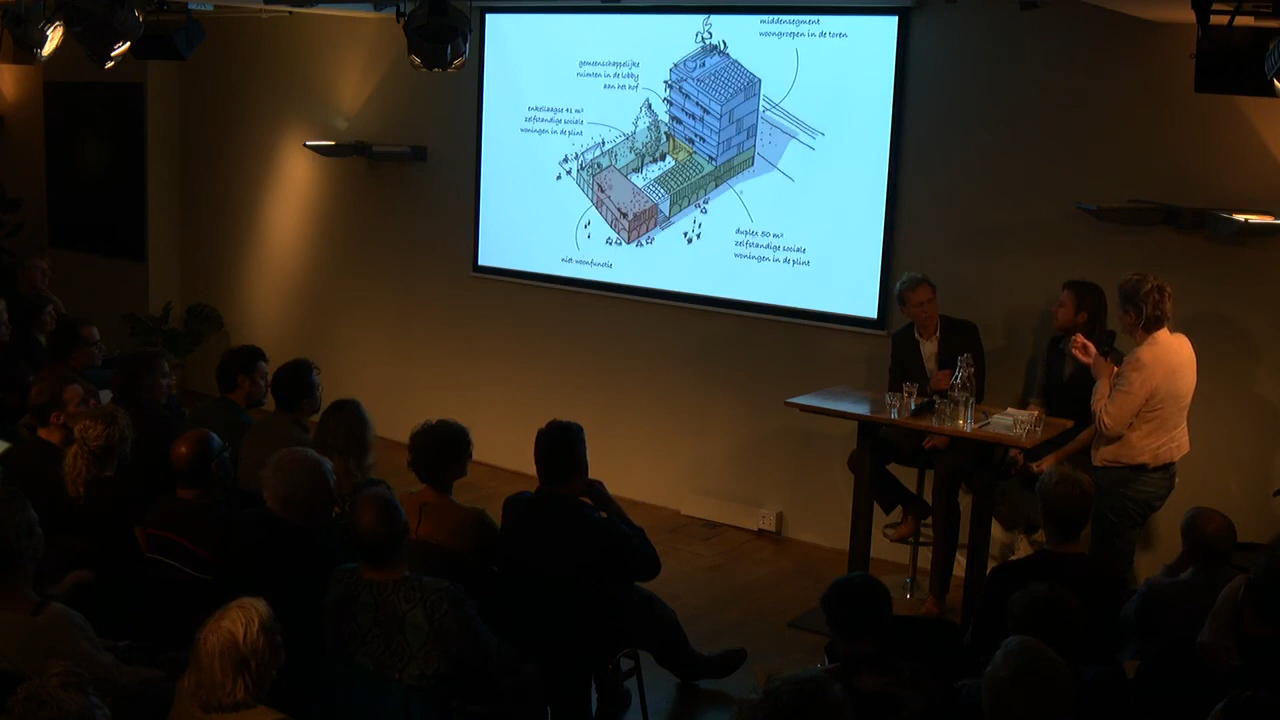 middensegment
woongroepen in de toren
gemeenschappelijke
ruimten in de lobby
aan het hof
enkellaagse 41 m²
zelfstandige sociale
woningen in de plint
duplex 50 m²
zelfstandige sociale
woningen in de plint
niet woonfunctie